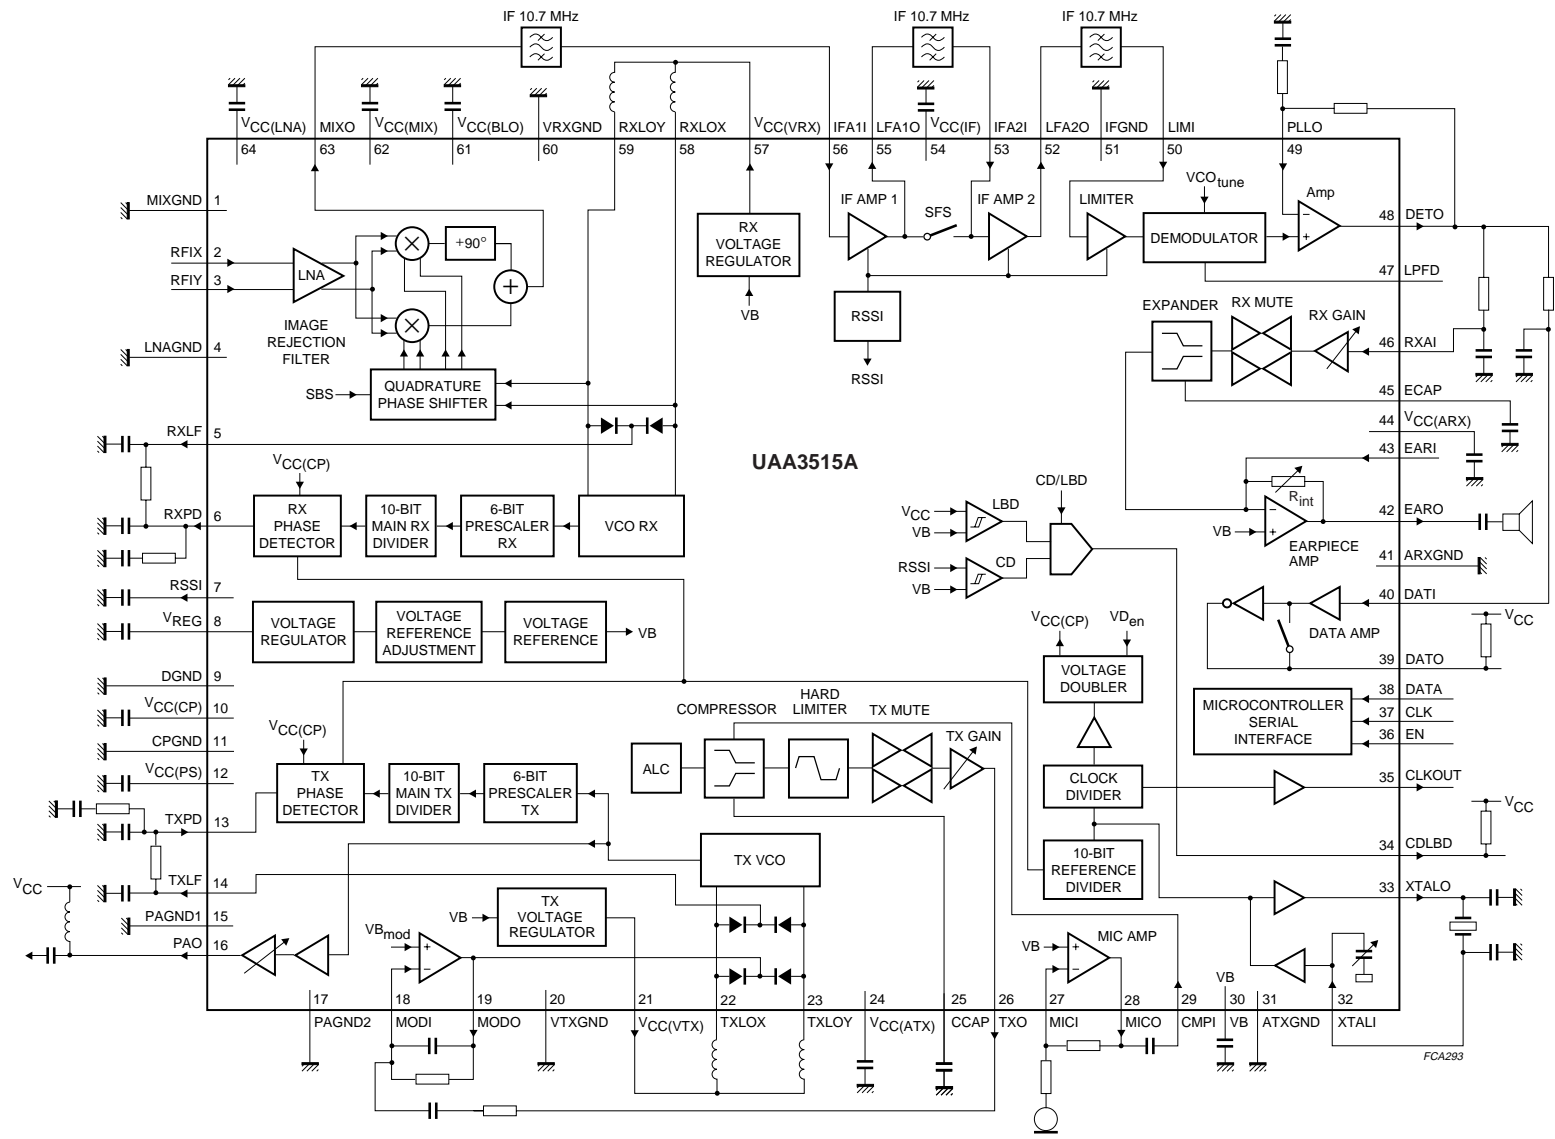 IF 10.7 MHz IF 10.7 MHz IF 10.7 MHz
VCC(LNA) MIXO VCC(MIX) VCC(BLO) VRXGND RXLOY RXLOX VCC(VRX) IFA1I LFA1O VCC(IF) IFA2I LFA2O IFGND LIMI PLLO
64 63 62 61 60 59 58 57 56 55 54 53 52 51 50 49
MIXGND 1
RFIX 2
RFIY 3
LNAGND 4
RXLF 5
RXPD 6
RSSI 7
VREG 8
DGND 9
VCC(CP) 10
CPGND 11
VCC(PS) 12
TXPD 13
TXLF 14
PAGND1 15
PAO 16
VCC
LNA
+90°
IMAGE
REJECTION
FILTER
SBS
QUADRATURE
PHASE SHIFTER
RX
VOLTAGE
REGULATOR
VB
IF AMP 1
SFS
IF AMP 2
LIMITER
VCOtune
DEMODULATOR
Amp
RSSI
RSSI
EXPANDER
RX MUTE
RX GAIN
VCC(CP)
RX
PHASE
DETECTOR
10-BIT
MAIN RX
DIVIDER
6-BIT
PRESCALER
RX
VCO RX
UAA3515A
VCC
VB
LBD
CD/LBD
RSSI
VB
CD
VB
Rint
EARPIECE
AMP
VOLTAGE
REGULATOR
VOLTAGE
REFERENCE
ADJUSTMENT
VOLTAGE
REFERENCE
VB
DATA AMP
VCC(CP)
VDen
VOLTAGE
DOUBLER
MICROCONTROLLER
SERIAL
INTERFACE
VCC(CP)
TX
PHASE
DETECTOR
10-BIT
MAIN TX
DIVIDER
6-BIT
PRESCALER
TX
ALC
COMPRESSOR
HARD
LIMITER
TX MUTE
TX GAIN
CLOCK
DIVIDER
10-BIT
REFERENCE
DIVIDER
TX VCO
VB
TX
VOLTAGE
REGULATOR
VBmod
VB
MIC AMP
48 DETO
47 LPFD
46 RXAI
45 ECAP
44 VCC(ARX)
43 EARI
42 EARO
41 ARXGND
40 DATI
VCC
39 DATO
38 DATA
37 CLK
36 EN
35 CLKOUT
VCC
34 CDLBD
33 XTALO
VB
17 18 19 20 21 22 23 24 25 26 27 28 29 30 31 32
PAGND2 MODI MODO VTXGND VCC(VTX) TXLOX TXLOY VCC(ATX) CCAP TXO MICI MICO CMPI VB ATXGND XTALI
FCA293